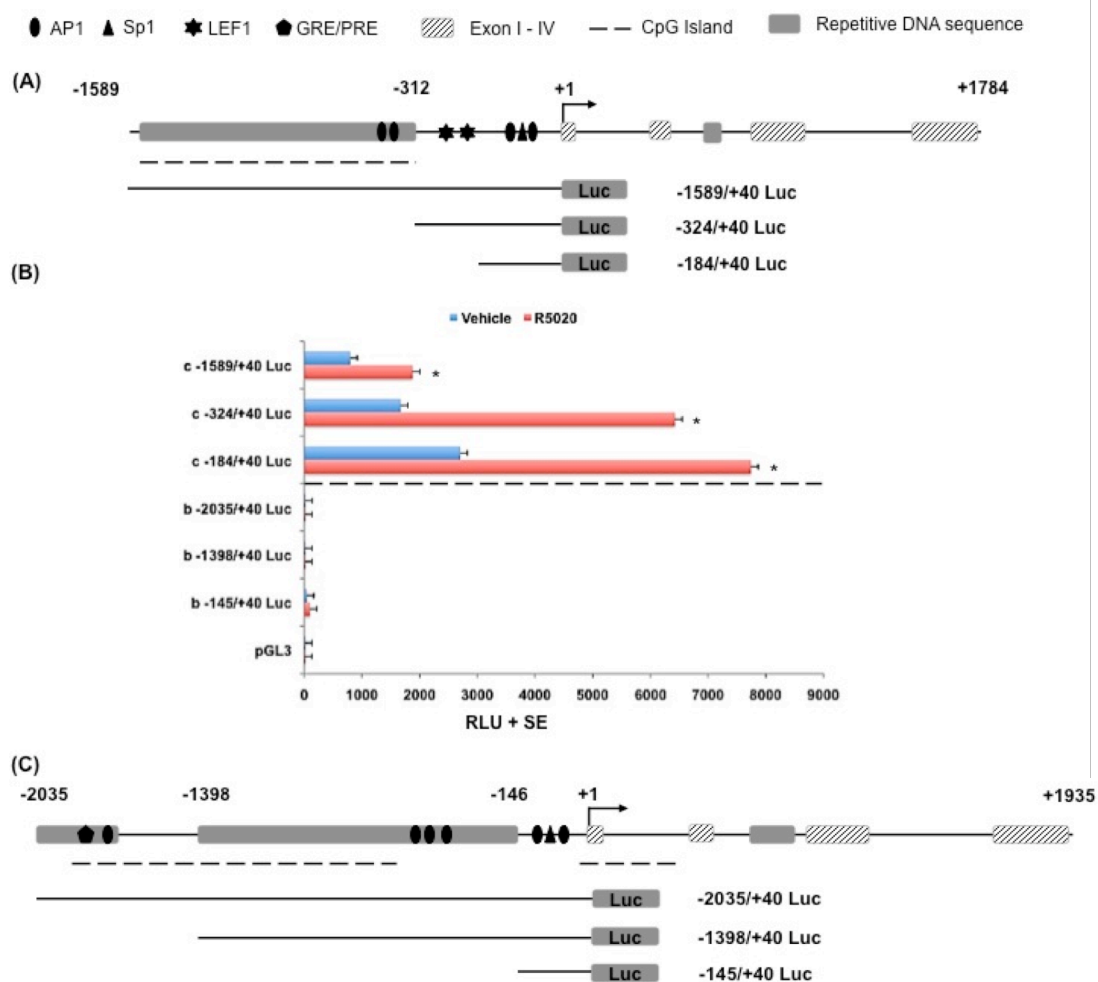 AP1 Sp1 LEF1 GRE/PRE Exon I - IV CpG Island Repetitive DNA sequence
(A)
-1589 -312 +1 +1784
Luc -1589/+40 Luc
Luc -324/+40 Luc
Luc -184/+40 Luc
(B)
Vehicle R5020
c -1589/+40 Luc *
c -324/+40 Luc *
c -184/+40 Luc *
b -2035/+40 Luc
b -1398/+40 Luc
b -145/+40 Luc
pGL3
0 1000 2000 3000 4000 5000 6000 7000 8000 9000
RLU + SE
(C)
-2035 -1398 -146 +1 +1935
Luc -2035/+40 Luc
Luc -1398/+40 Luc
Luc -145/+40 Luc